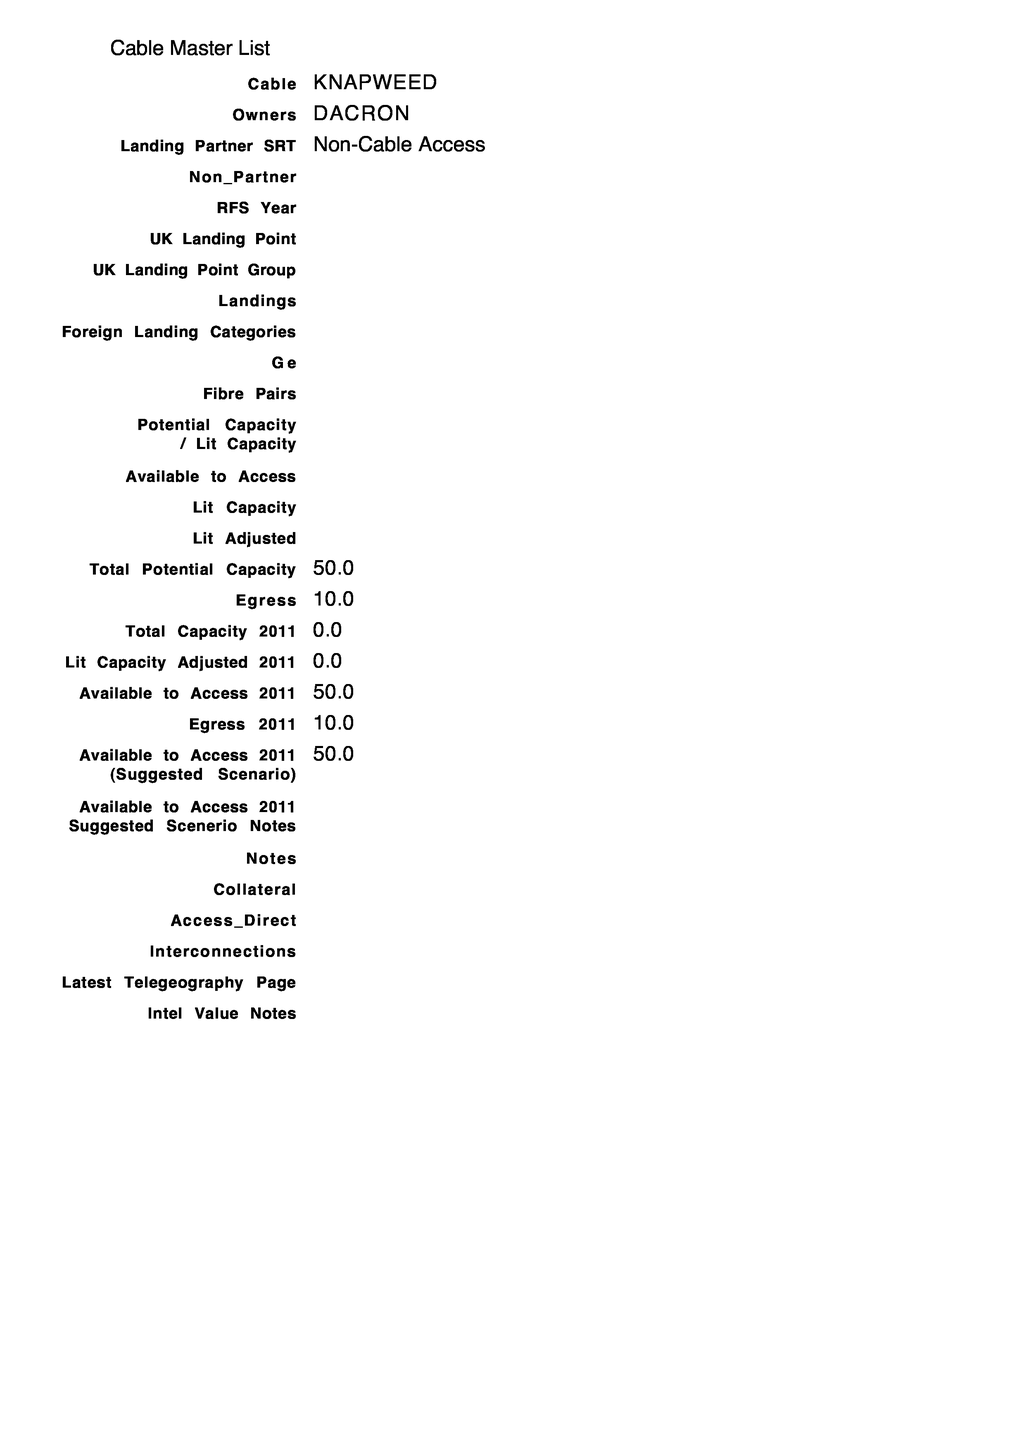 Cable Master List
Cable KNAPWEED
Owners DACRON
Landing Partner SRT Non-Cable Access
Non_Partner
RFS Year
UK Landing Point
UK Landing Point Group
Landings
Foreign Landing Categories
Ge
Fibre Pairs
Potential Capacity
/ Lit Capacity
Available to Access
Lit Capacity
Lit Adjusted
Total Potential Capacity 50.0
Egress 10.0
Total Capacity 2011 0.0
Lit Capacity Adjusted 2011 0.0
Available to Access 2011 50.0
Egress 2011 10.0
Available to Access 2011 50.0
(Suggested Scenario)
Available to Access 2011
Suggested Scenerio Notes
Notes
Collateral
Access_Direct
Interconnections
Latest Telegeography Page
Intel Value Notes